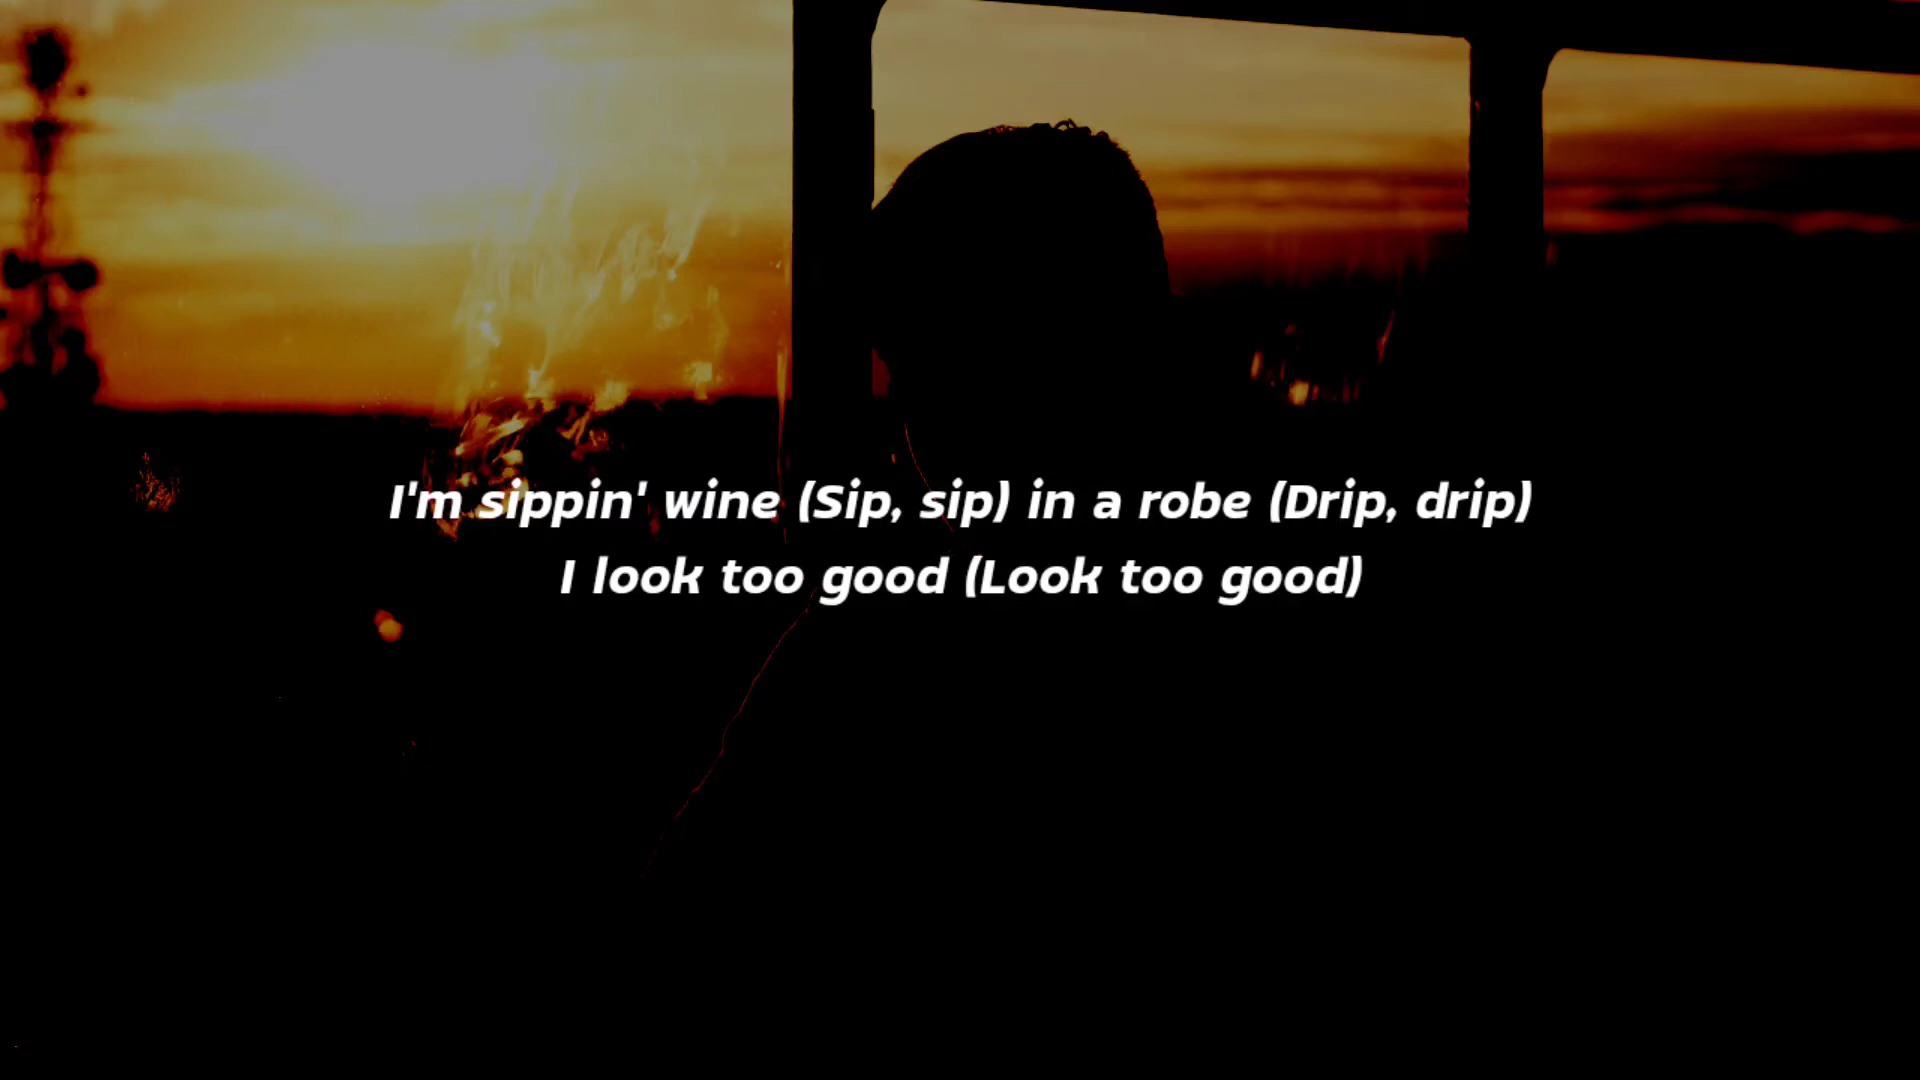 I'm sippin' wine (Sip, sip) in a robe (Drip, drip)
I look too good (Look too good)